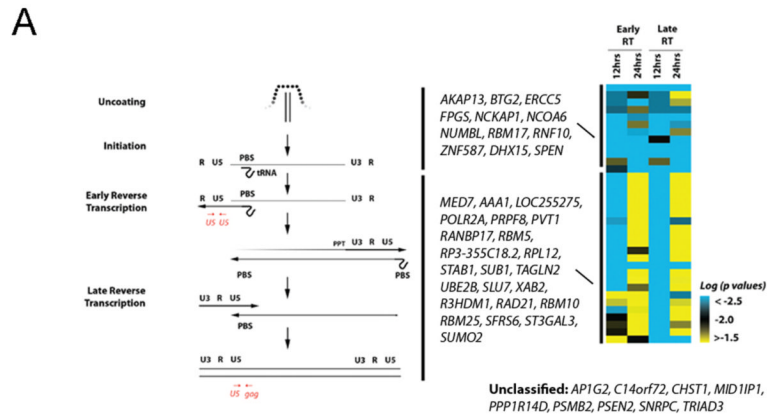 A
Early RT
Late RT
12hrs 24hrs 12hrs 24hrs
Uncoating
Initiation
PBS
R U5 U3 R
tRNA
Early Reverse
Transcription
PBS
R U5 U3 R
U5 U5
PPT U3 R U5
PBS PBS
Late Reverse
Transcription
U3 R U5
PBS
U3 R U5 U3 R U5
U5 gag
AKAP13, BTG2, ERCC5
FPGS, NCKAP1, NCOA6
NUMBL, RBM17, RNF10,
ZNF587, DHX15, SPEN
MED7, AAA1, LOC255275,
POLR2A, PRPF8, PVT1
RANBP17, RBM5,
RP3-355C18.2, RPL12,
STAB1, SUB1, TAGLN2
UBE2B, SLU7, XAB2,
R3HDM1, RAD21, RBM10
RBM25, SFRS6, ST3GAL3,
SUMO2
Log (p values)
< -2.5
-2.0
>-1.5
Unclassified: AP1G2, C14orf72, CHST1, MID1IP1,
PPP1R14D, PSMB2, PSEN2, SNRPC, TRIAD3